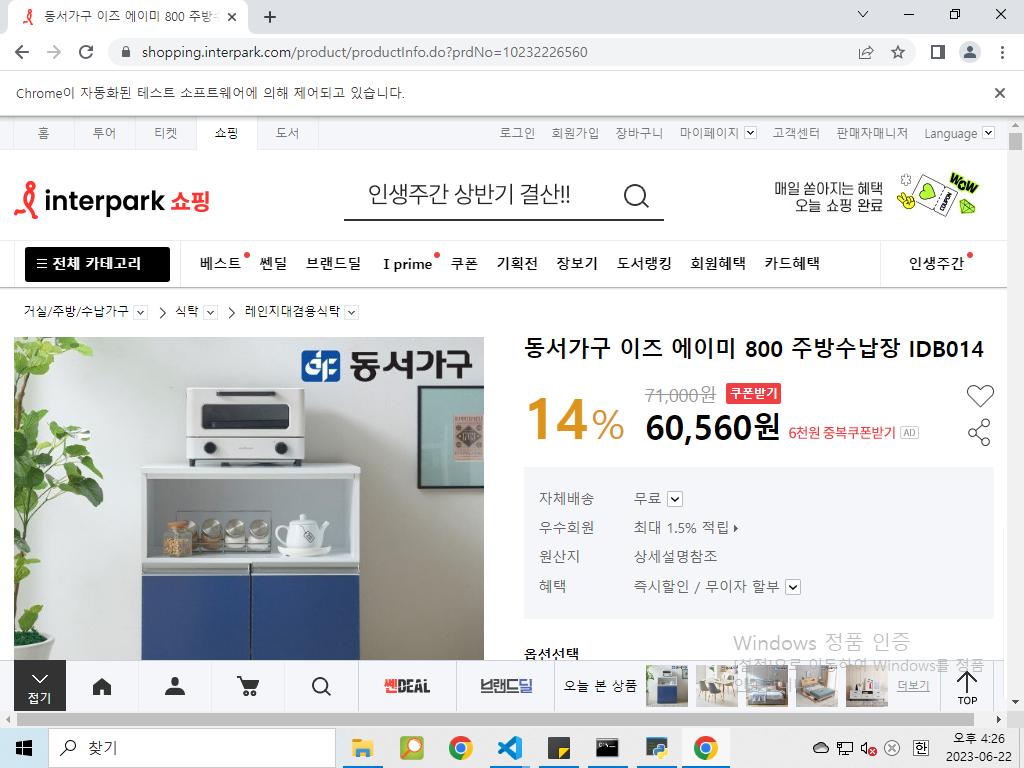 동서가구 이즈 에이미 800 주방수
shopping.interpark.com/product/productInfo.do?prdNo=10232226560
Chrome이 자동화된 테스트 소프트웨어에 의해 제어되고 있습니다.
홈 투어 티켓 쇼핑 도서 로그인 회원가입 장바구니 마이페이지 고객센터 판매자매니저 Language
interpark 쇼핑
인생주간 상반기 결산!!
매일 쏟아지는 혜택
오늘 쇼핑 완료
WOW
COUPON
전체 카테고리 베스트 쎈딜 브랜드딜 I prime 쿠폰 기획전 장보기 도서랭킹 회원혜택 카드혜택 인생주간
거실/주방/수납가구 > 식탁 > 레인지대겸용식탁
동서가구
동서가구 이즈 에이미 800 주방수납장 IDB014
14%
71,000원 쿠폰받기
60,560원 6천원 중복쿠폰받기 AD
자체배송 무료
우수회원 최대 1.5% 적립
원산지 상세설명참조
혜택 즉시할인 / 무이자 할부
옵션선택
Windows 정품 인증
[설정]으로 이동하여 Windows를 정품
접기
쎈DEAL
브랜드딜
오늘 본 상품
더보기
TOP
찾기
한
오후 4:26
2023-06-22